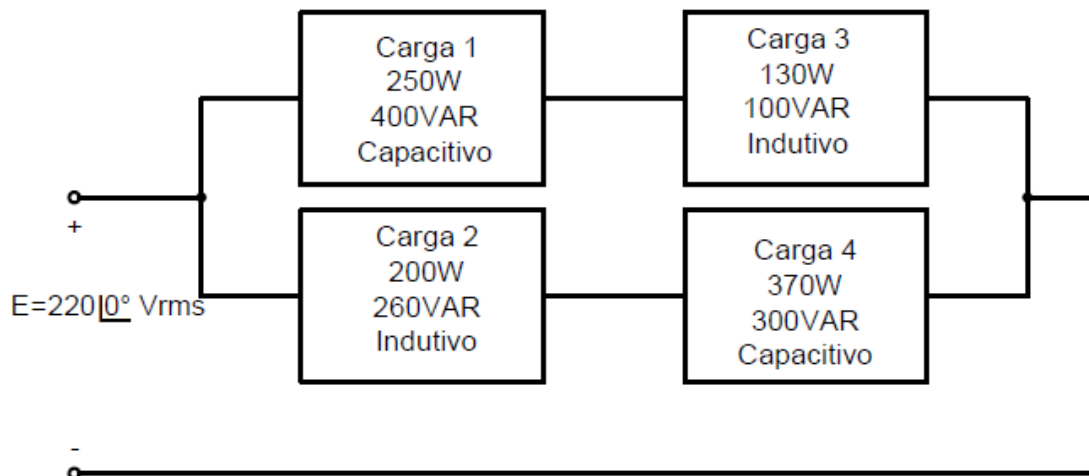 Carga 1
250W
400VAR
Capacitivo
Carga 3
130W
100VAR
Indutivo
+
Carga 2
200W
260VAR
Indutivo
Carga 4
370W
300VAR
Capacitivo
E=220|0° Vrms
-